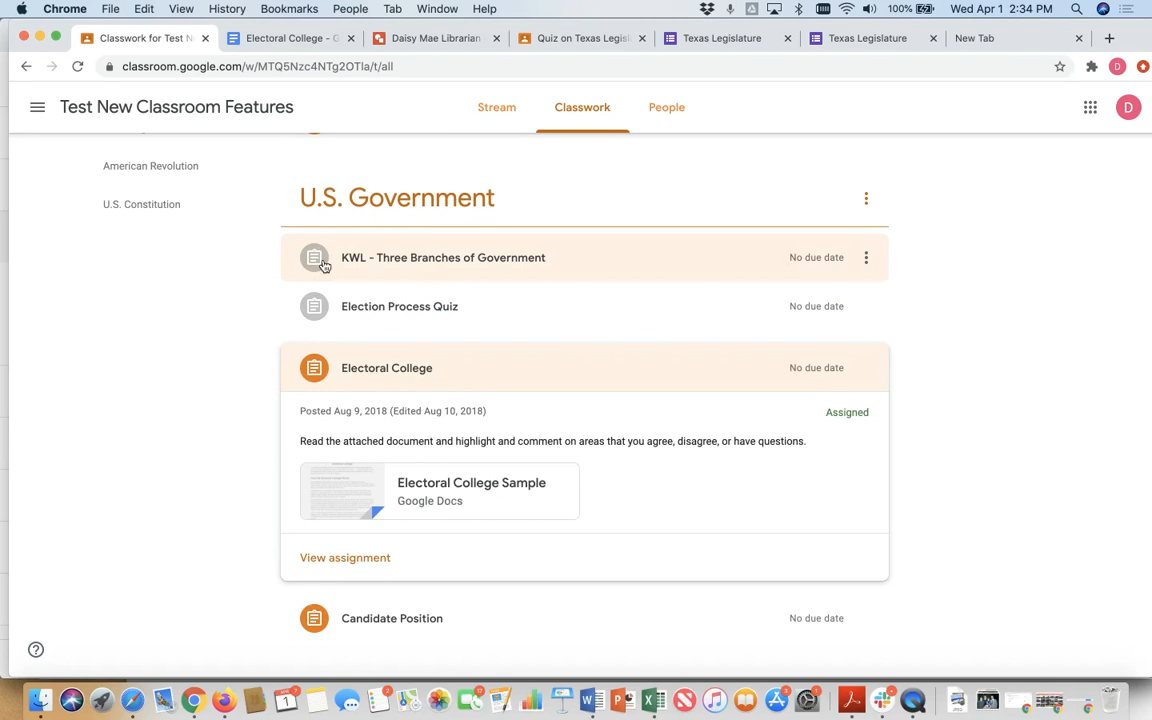 Chrome File Edit View History Bookmarks People Tab Window Help 100% Wed Apr 1 2:34 PM
Classwork for Test N Electoral College - G Daisy Mae Librarian Quiz on Texas Legisl Texas Legislature Texas Legislature New Tab
classroom.google.com/w/MTQ5Nzc4NTg2OTIa/t/all D
Test New Classroom Features Stream Classwork People D
American Revolution
U.S. Constitution
U.S. Government
KWL - Three Branches of Government No due date
Election Process Quiz No due date
Electoral College No due date
Posted Aug 9, 2018 (Edited Aug 10, 2018) Assigned
Read the attached document and highlight and comment on areas that you agree, disagree, or have questions.
Electoral College Sample
Google Docs
View assignment
Candidate Position No due date